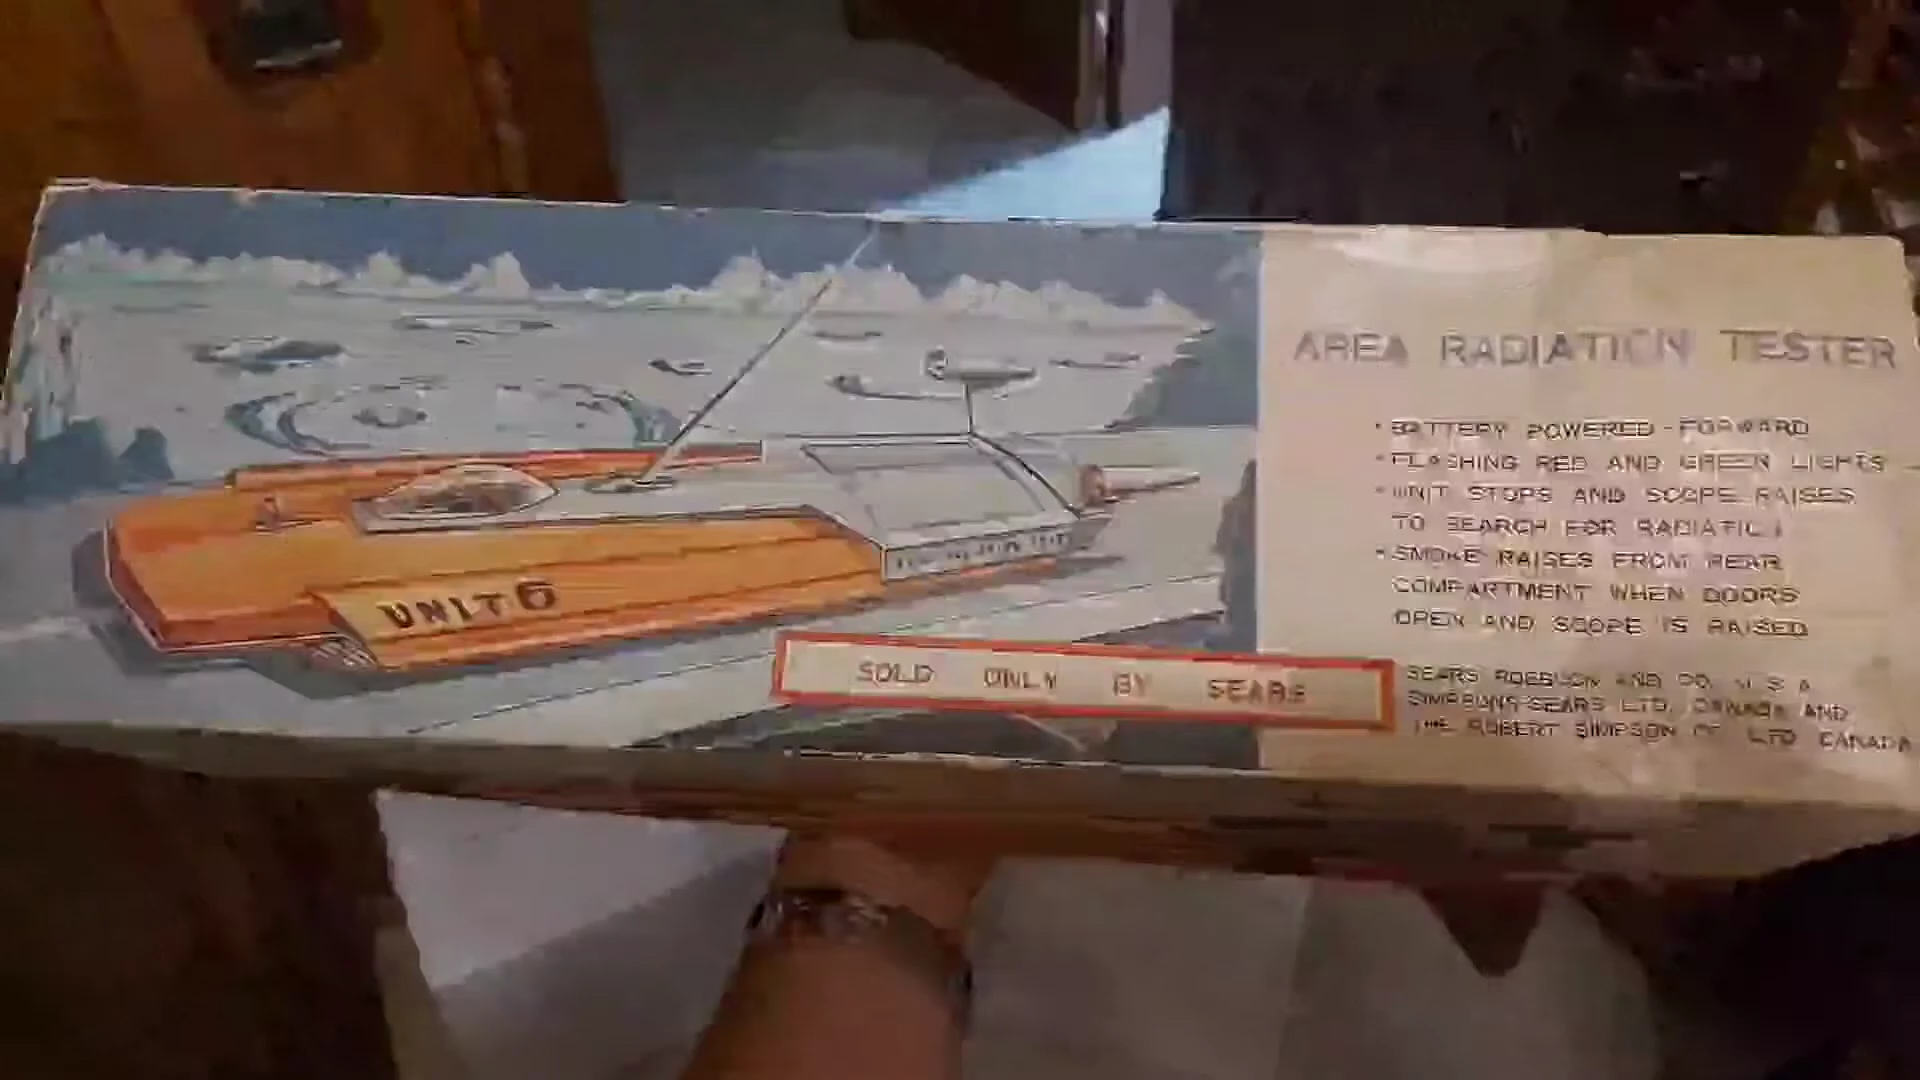 AREA RADIATION TESTER
• BATTERY POWERED - FORWARD
• FLASHING RED AND GREEN LIGHTS
• UNIT STOPS AND SCOPE RAISES
TO SEARCH FOR RADIATION
• SMOKE RAISES FROM REAR
COMPARTMENT WHEN DOORS
OPEN AND SCOPE IS RAISED
UNIT 6
SOLD ONLY BY SEARS
SEARS ROEBUCK AND CO. U.S.A.
SIMPSONS-SEARS LTD. CANADA AND
THE ROBERT SIMPSON CO. LTD. CANADA